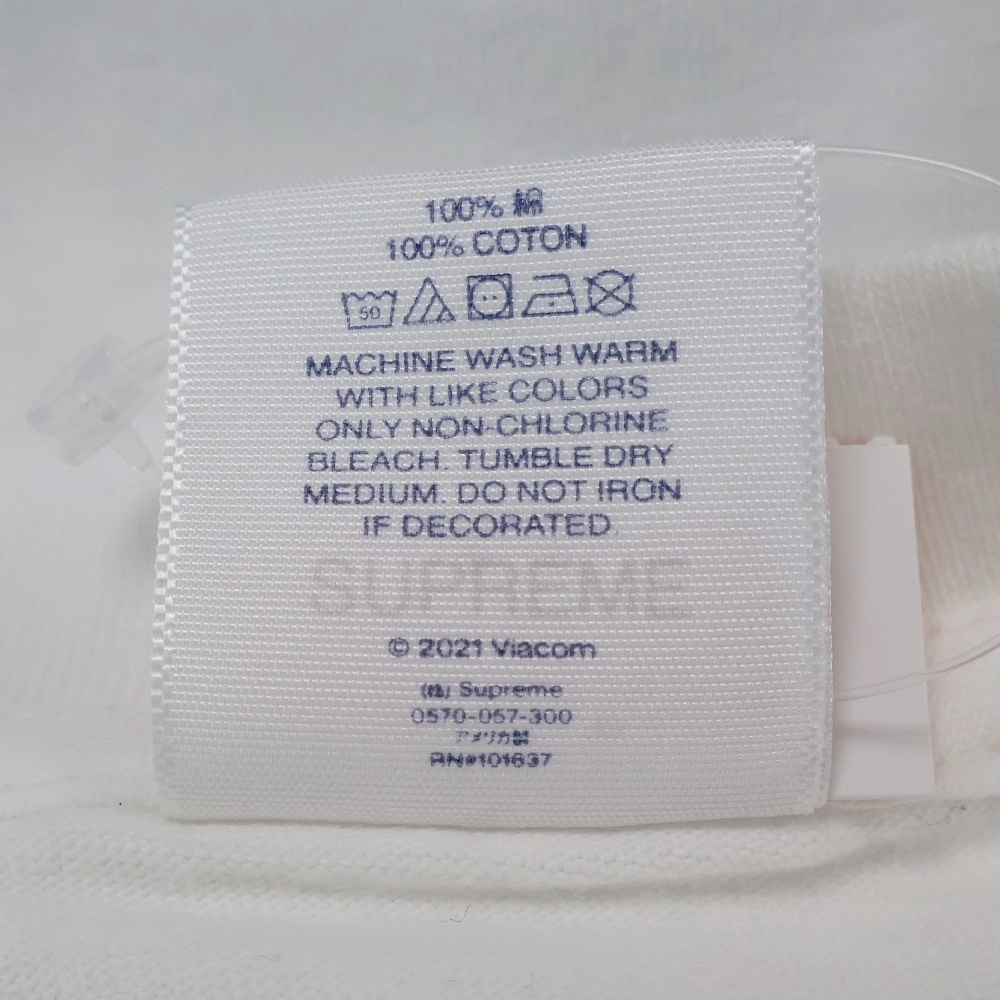 100% 綿
100% COTON
50
MACHINE WASH WARM
WITH LIKE COLORS
ONLY NON-CHLORINE
BLEACH. TUMBLE DRY
MEDIUM. DO NOT IRON
IF DECORATED.
SUPREME
© 2021 Viacom
(株) Supreme
0570-057-300
アメリカ製
RN#101837